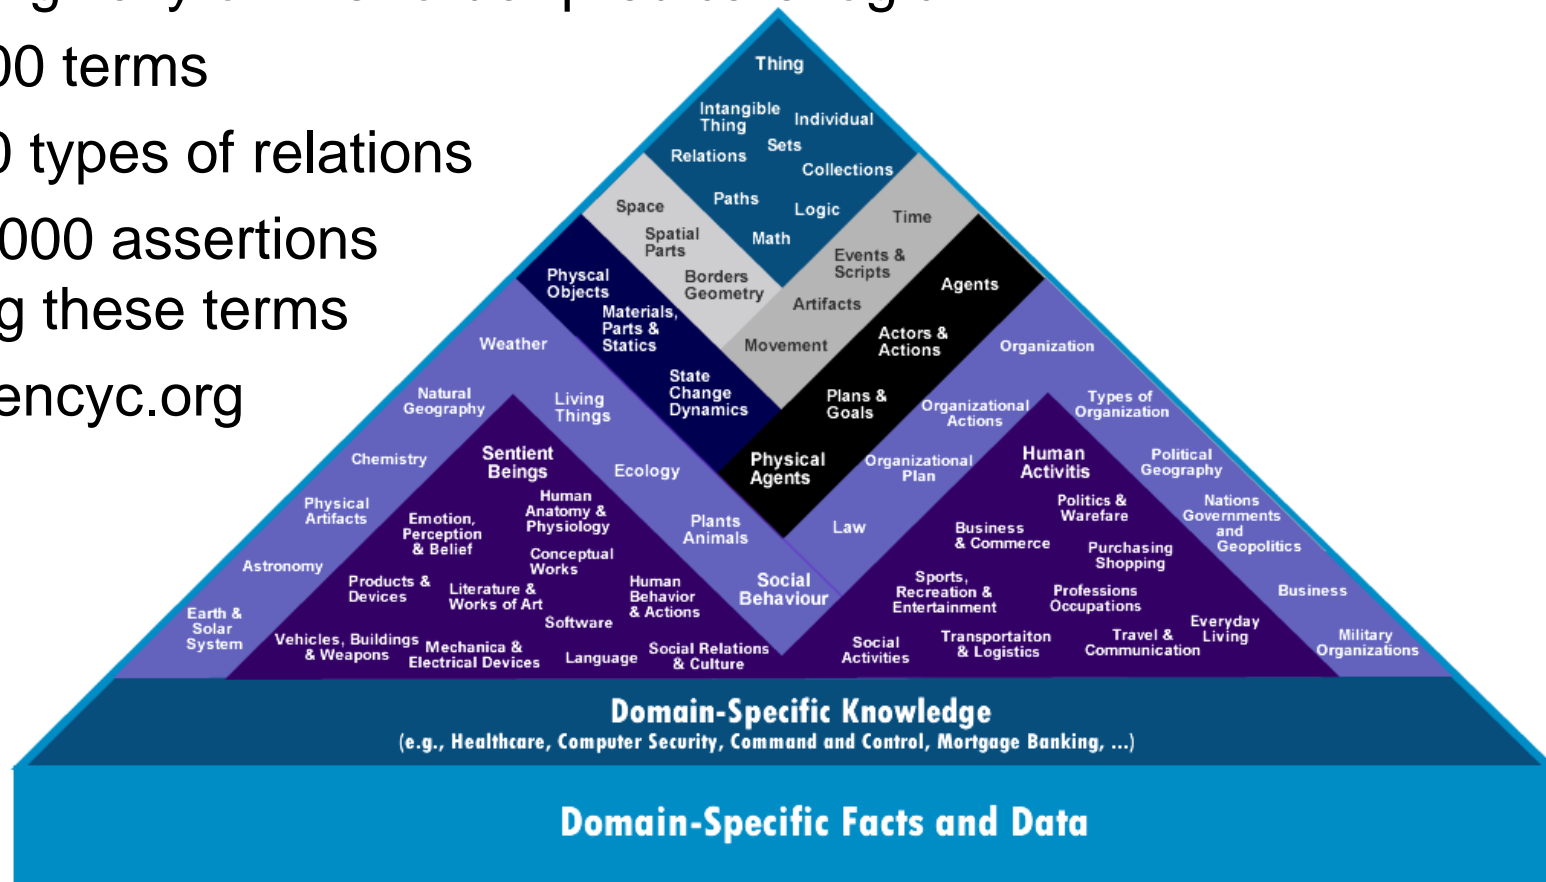 00 terms
0 types of relations
000 assertions
g these terms
encyc.org
Thing
Intangible
Thing
Individual
Sets
Relations
Collections
Paths
Logic
Math
Space
Spatial
Parts
Borders
Geometry
Time
Events &
Scripts
Artifacts
Movement
Physcal
Objects
Materials,
Parts &
Statics
State
Change
Dynamics
Agents
Actors &
Actions
Plans &
Goals
Physical
Agents
Weather
Natural
Geography
Living
Things
Chemistry
Ecology
Physical
Artifacts
Plants
Animals
Astronomy
Social
Behaviour
Earth &
Solar
System
Organization
Organizational
Actions
Types of
Organization
Organizational
Plan
Political
Geography
Law
Nations
Governments
and
Geopolitics
Business
Military
Organizations
Sentient
Beings
Human
Anatomy &
Physiology
Emotion,
Perception
& Belief
Conceptual
Works
Products &
Devices
Literature &
Works of Art
Human
Behavior
& Actions
Software
Vehicles, Buildings
& Weapons
Mechanica &
Electrical Devices
Language
Social Relations
& Culture
Human
Activitis
Politics &
Warefare
Business
& Commerce
Purchasing
Shopping
Sports,
Recreation &
Entertainment
Professions
Occupations
Everyday
Living
Social
Activities
Transportaiton
& Logistics
Travel &
Communication
Domain-Specific Knowledge
(e.g., Healthcare, Computer Security, Command and Control, Mortgage Banking, ...)
Domain-Specific Facts and Data